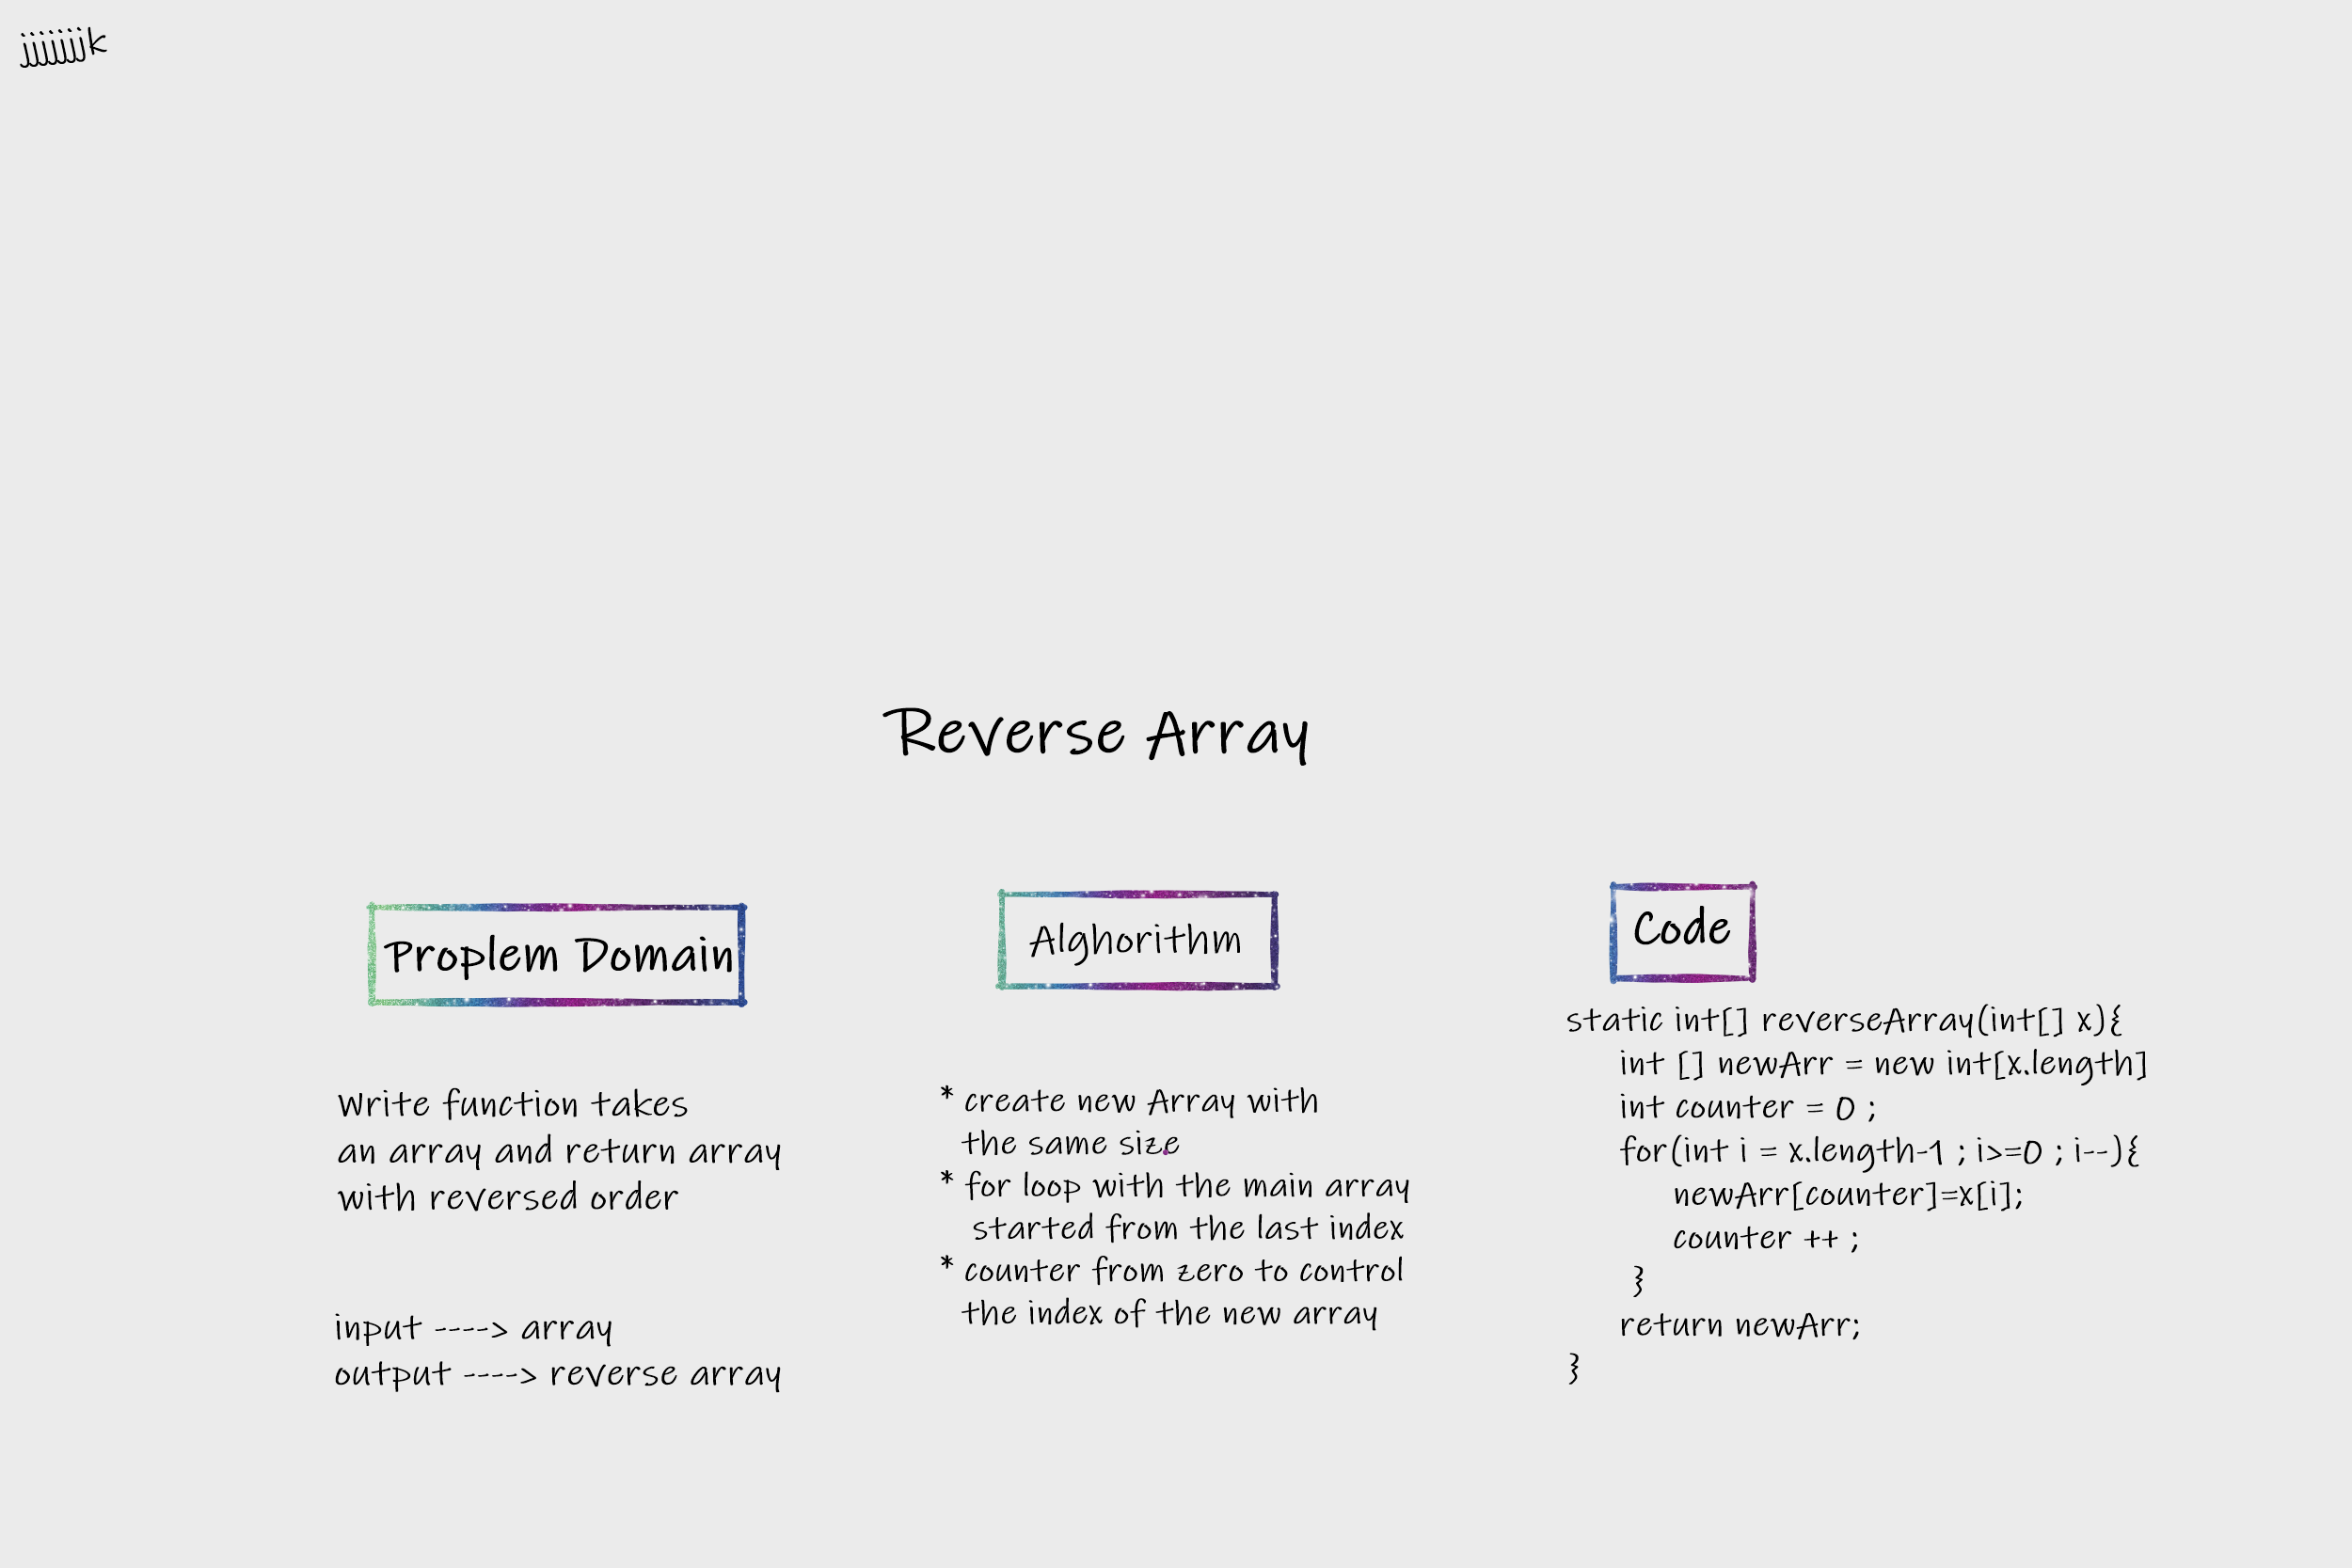 jjjjjjjk
Reverse Array
Proplem Domain
Write function takes
an array and return array
with reversed order
input ----> array
output ----> reverse array
Alghorithm
* create new Array with
the same size
* for loop with the main array
started from the last index
* counter from zero to control
the index of the new array
Code
static int[] reverseArray(int[] x){
int [] newArr = new int[x.length]
int counter = 0 ;
for(int i = x.length-1 ; i>=0 ; i--){
newArr[counter]=x[i];
counter ++ ;
}
return newArr;
}